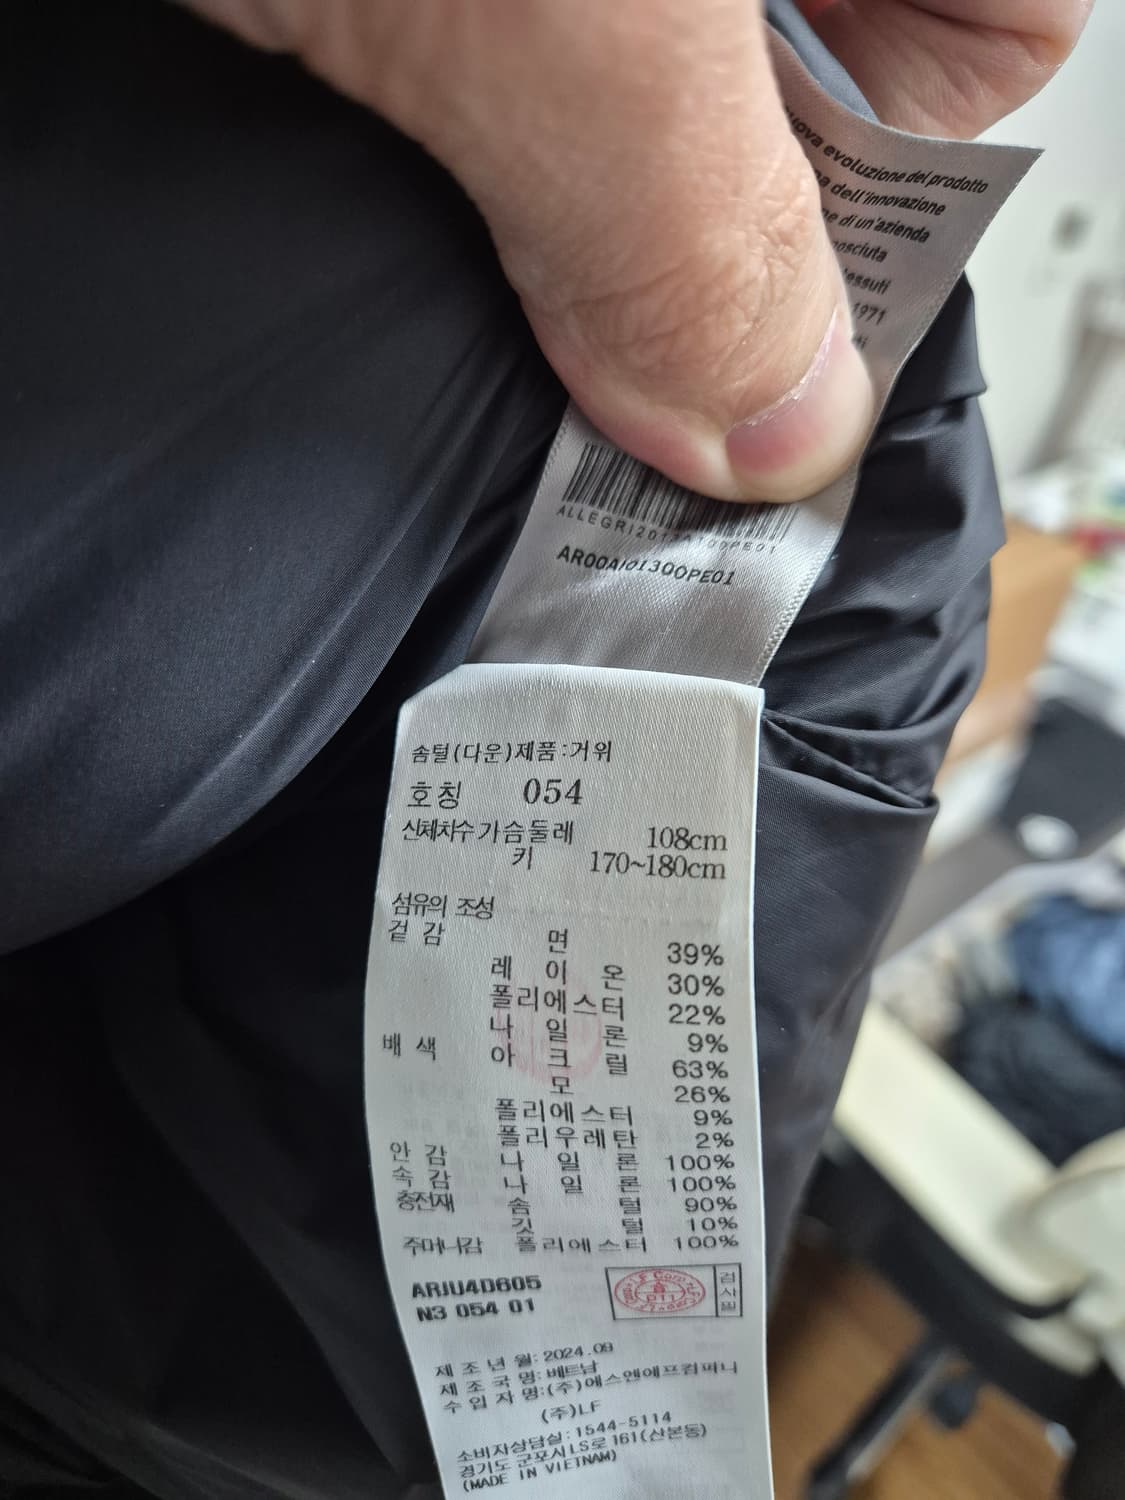 nuova evoluzione del prodotto
dell'innovazione
di un'azienda
1971
AR00AI01300PE01
솜털(다운)제품:거위
호칭 054
신체치수 가슴둘레 108cm
키 170~180cm
섬유의 조성
겉감 면 39%
레이온 30%
폴리에스터 22%
나일론 9%
배색 아크릴 63%
모 26%
폴리에스터 9%
폴리우레탄 2%
안감 나일론 100%
속감 나일론 100%
충전재 솜털 90%
깃털 10%
주머니감 폴리에스터 100%
ARJU4D605
N3 054 01
검사필
제조년월: 2024.09
제조국명: 베트남
수입자명:(주)에스앤에프컴퍼니
(주)LF
소비자상담실:1544-5114
경기도 군포시 LS로 161(산본동)
(MADE IN VIETNAM)